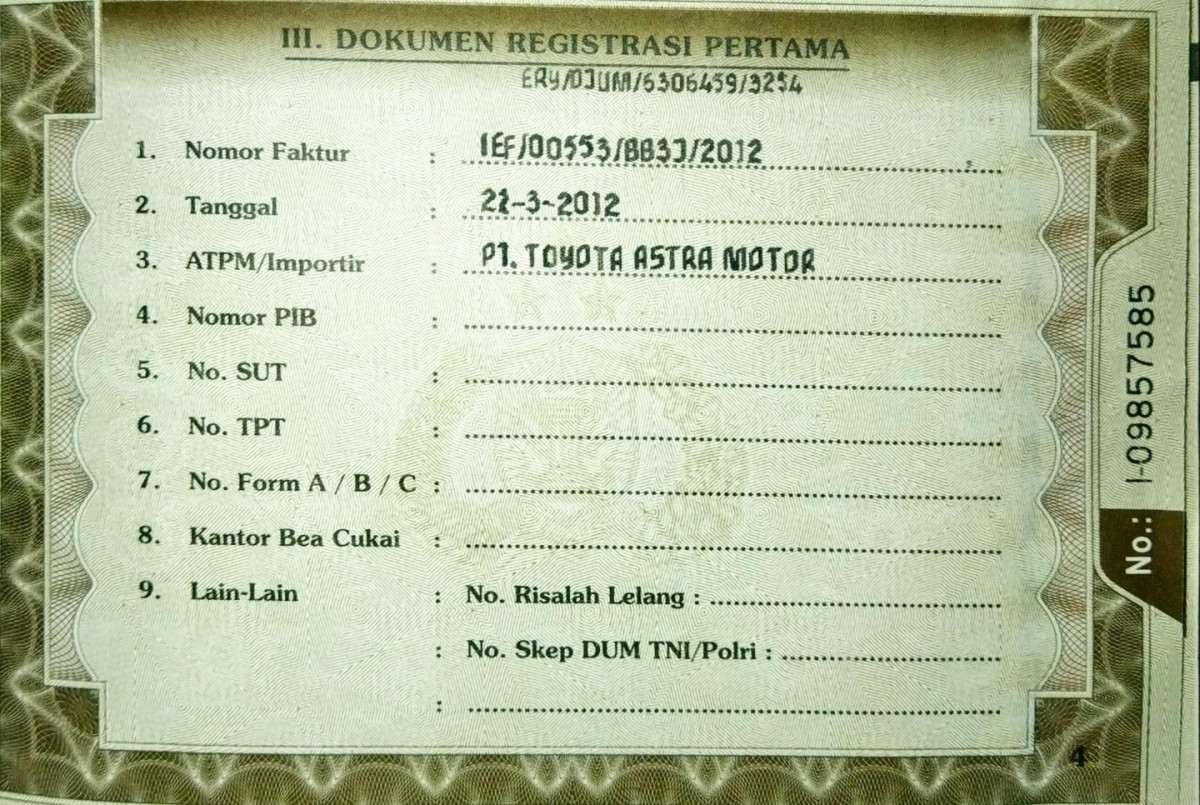 III. DOKUMEN REGISTRASI PERTAMA
ERY/DJUM/6306459/3254
1. Nomor Faktur : IEF/00553/BB3J/2012
2. Tanggal : 22-3-2012
3. ATPM/Importir : PT. TOYOTA ASTRA MOTOR
4. Nomor PIB :
5. No. SUT :
6. No. TPT :
7. No. Form A / B / C :
8. Kantor Bea Cukai :
9. Lain-Lain : No. Risalah Lelang :
: No. Skep DUM TNI/Polri :
:
No.: I-09857585
4